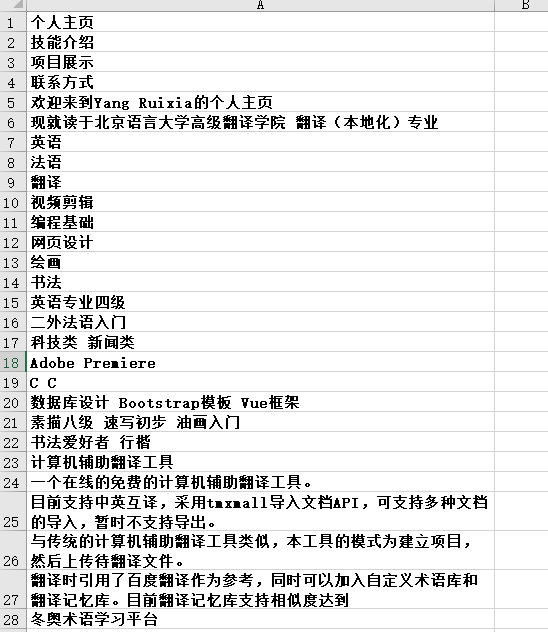 A B
1 个人主页
2 技能介绍
3 项目展示
4 联系方式
5 欢迎来到Yang Ruixia的个人主页
6 现就读于北京语言大学高级翻译学院 翻译（本地化）专业
7 英语
8 法语
9 翻译
10 视频剪辑
11 编程基础
12 网页设计
13 绘画
14 书法
15 英语专业四级
16 二外法语入门
17 科技类 新闻类
18 Adobe Premiere
19 C C
20 数据库设计 Bootstrap模板 Vue框架
21 素描八级 速写初步 油画入门
22 书法爱好者 行楷
23 计算机辅助翻译工具
24 一个在线的免费的计算机辅助翻译工具。
目前支持中英互译，采用tmxmall导入文档API，可支持多种文档
25 的导入，暂时不支持导出。
与传统的计算机辅助翻译工具类似，本工具的模式为建立项目，
26 然后上传待翻译文件。
翻译时引用了百度翻译作为参考，同时可以加入自定义术语库和
27 翻译记忆库。目前翻译记忆库支持相似度达到
28 冬奥术语学习平台